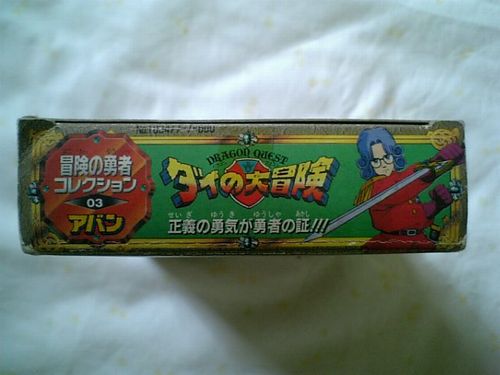 冒険の勇者
コレクション
03
アバン
DRAGON QUEST
ダイの大冒険
せいぎ ゆうき ゆうしゃ あかし
正義の勇気が勇者の証!!!